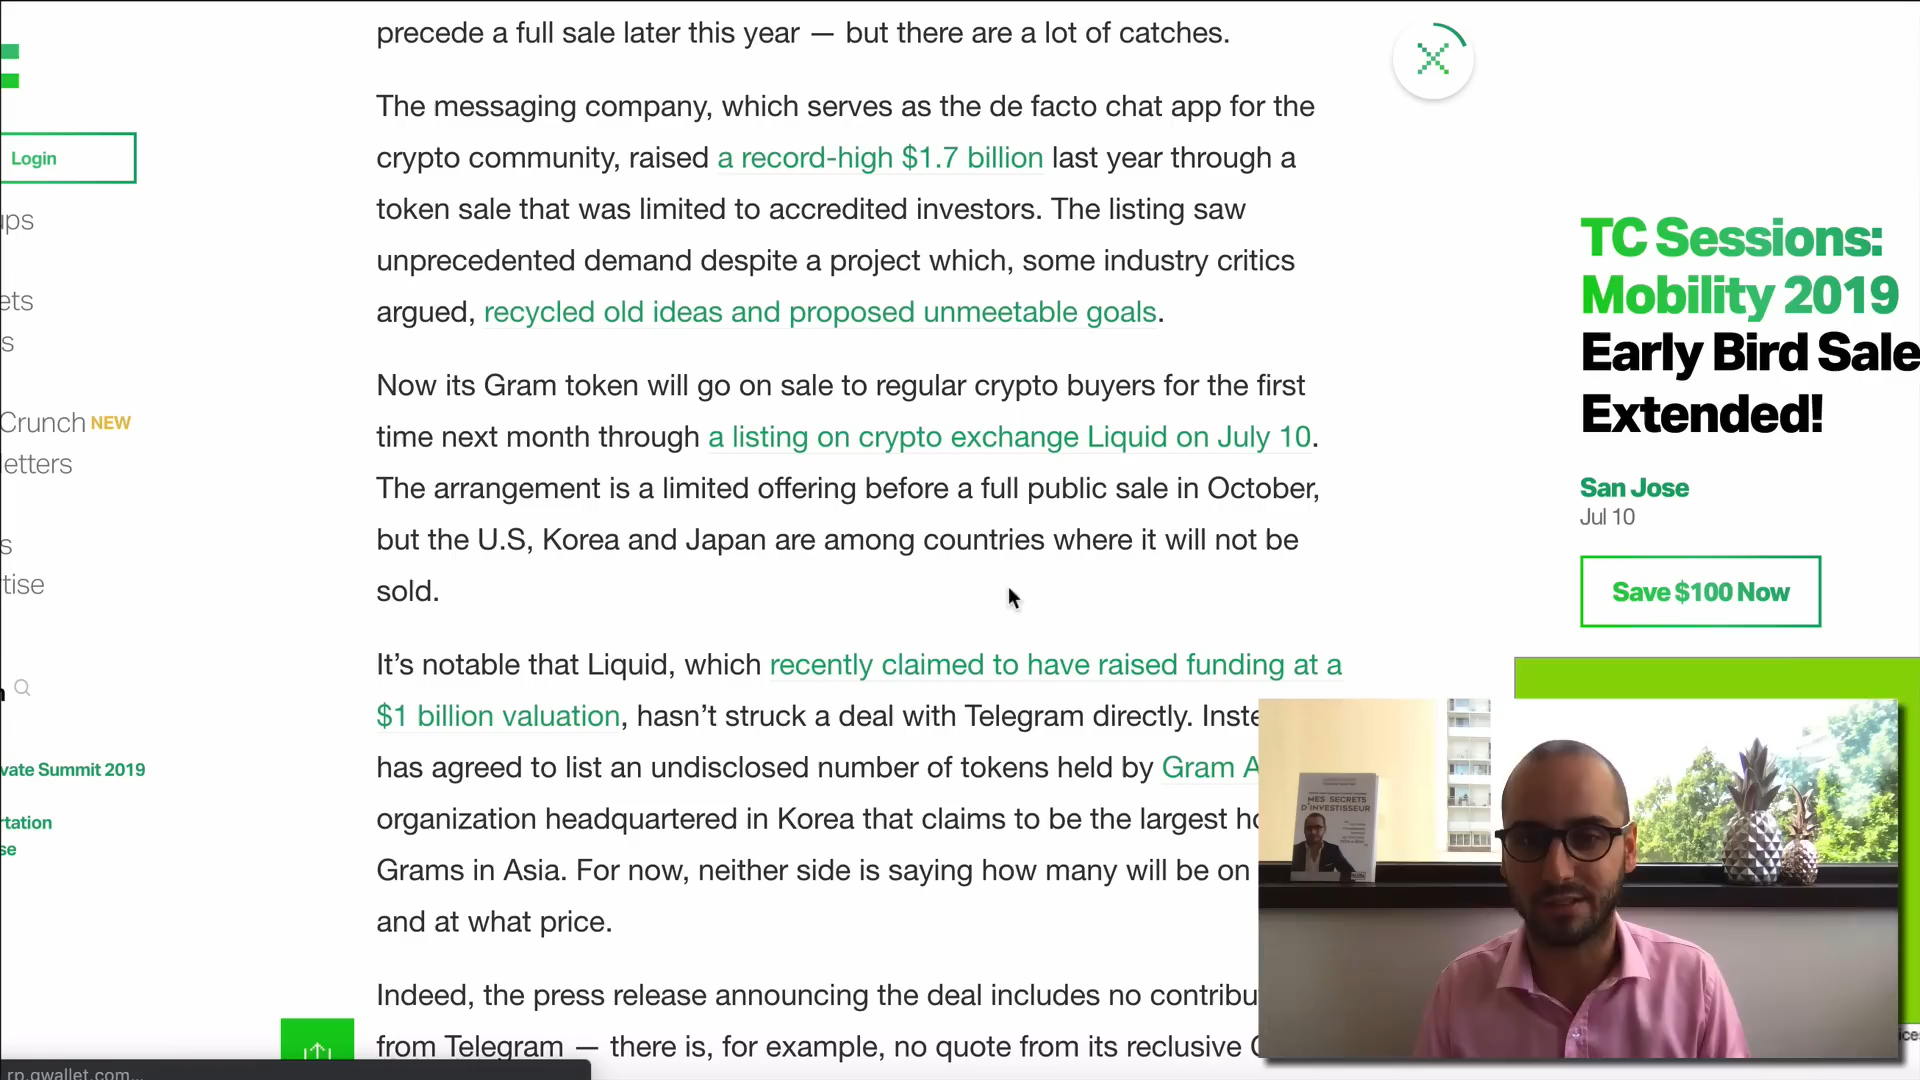 precede a full sale later this year — but there are a lot of catches.
The messaging company, which serves as the de facto chat app for the
crypto community, raised a record-high $1.7 billion last year through a
token sale that was limited to accredited investors. The listing saw
unprecedented demand despite a project which, some industry critics
argued, recycled old ideas and proposed unmeetable goals.
Now its Gram token will go on sale to regular crypto buyers for the first
time next month through a listing on crypto exchange Liquid on July 10.
The arrangement is a limited offering before a full public sale in October,
but the U.S, Korea and Japan are among countries where it will not be
sold.
It’s notable that Liquid, which recently claimed to have raised funding at a
$1 billion valuation, hasn’t struck a deal with Telegram directly. Inste
has agreed to list an undisclosed number of tokens held by Gram A
organization headquartered in Korea that claims to be the largest ho
Grams in Asia. For now, neither side is saying how many will be on
and at what price.
Indeed, the press release announcing the deal includes no contribu
from Telegram — there is, for example, no quote from its reclusive C
Login
ups
ets
s
Crunch NEW
letters
s
tise
n
vate Summit 2019
rtation
se
rp.gwallet.com...
TC Sessions:
Mobility 2019
Early Bird Sale
Extended!
San Jose
Jul 10
Save $100 Now
MES SECRETS
D'INVESTISSEUR
ice